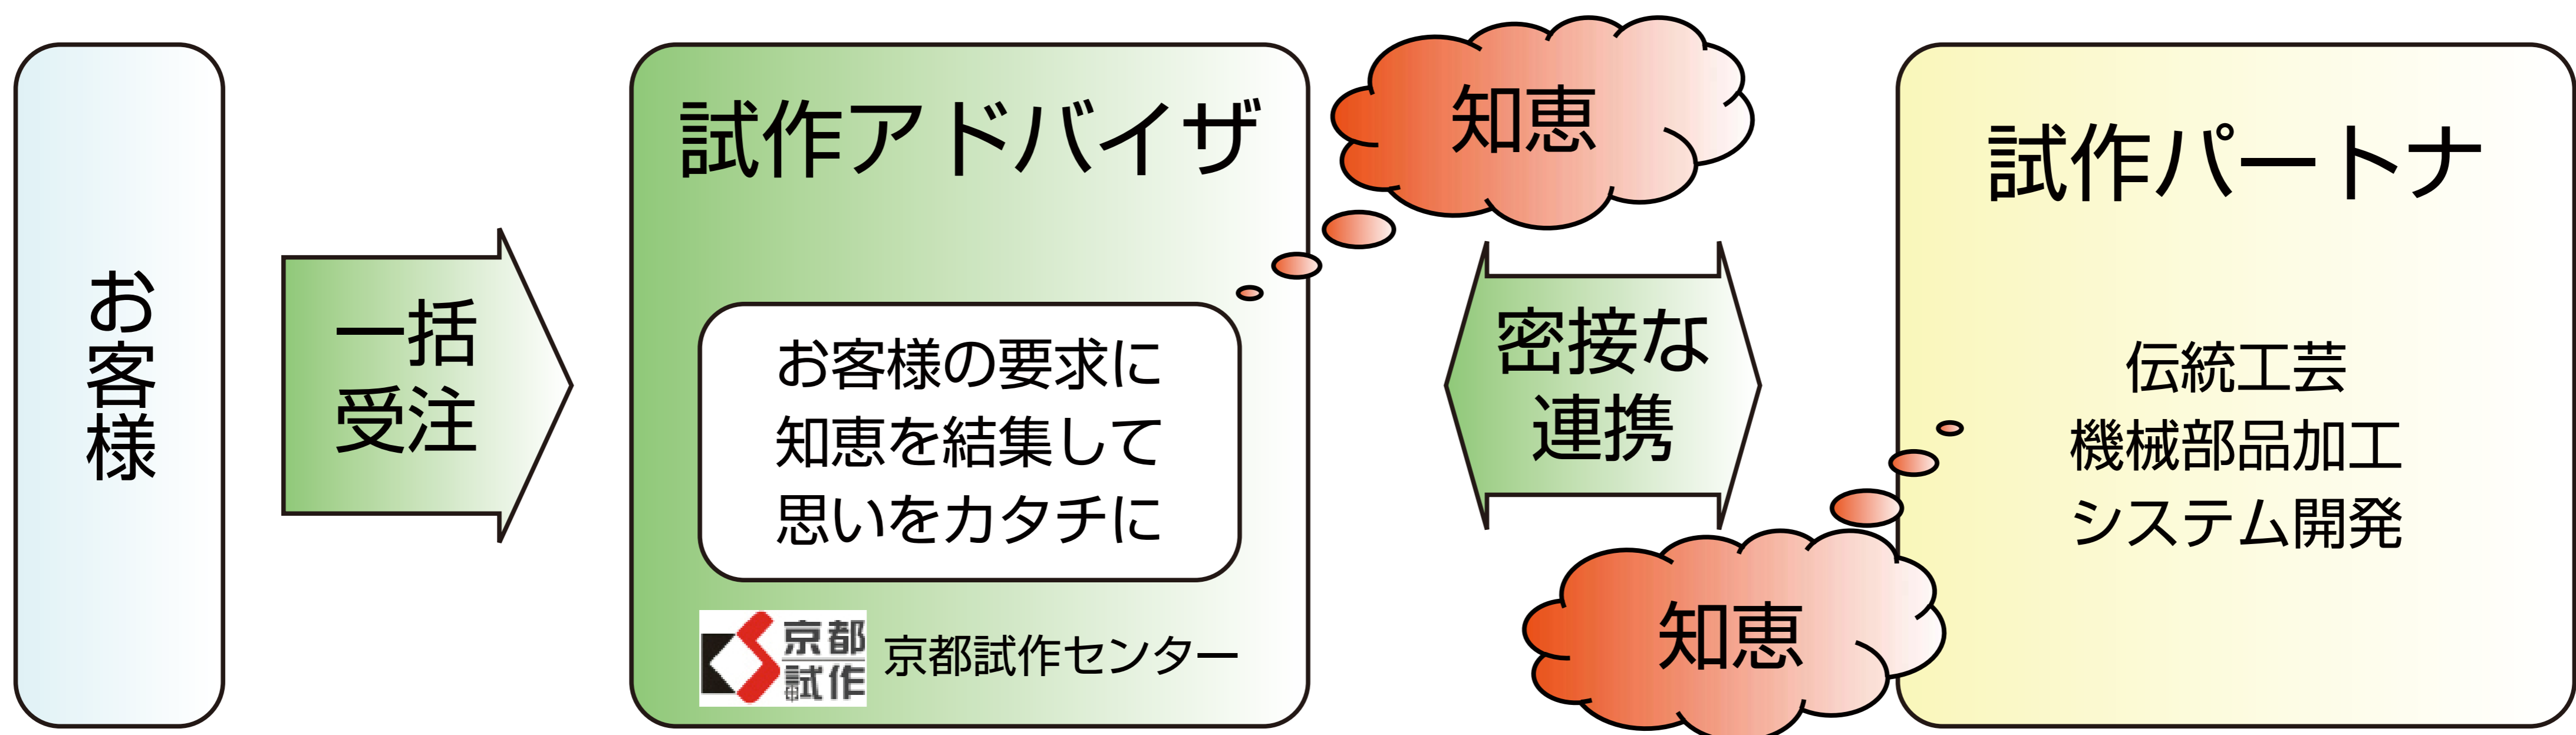 お客様
一括
受注
試作アドバイザ
お客様の要求に
知恵を結集して
思いをカタチに
京都
試作
京都試作センター
知恵
密接な
連携
知恵
試作パートナ
伝統工芸
機械部品加工
システム開発